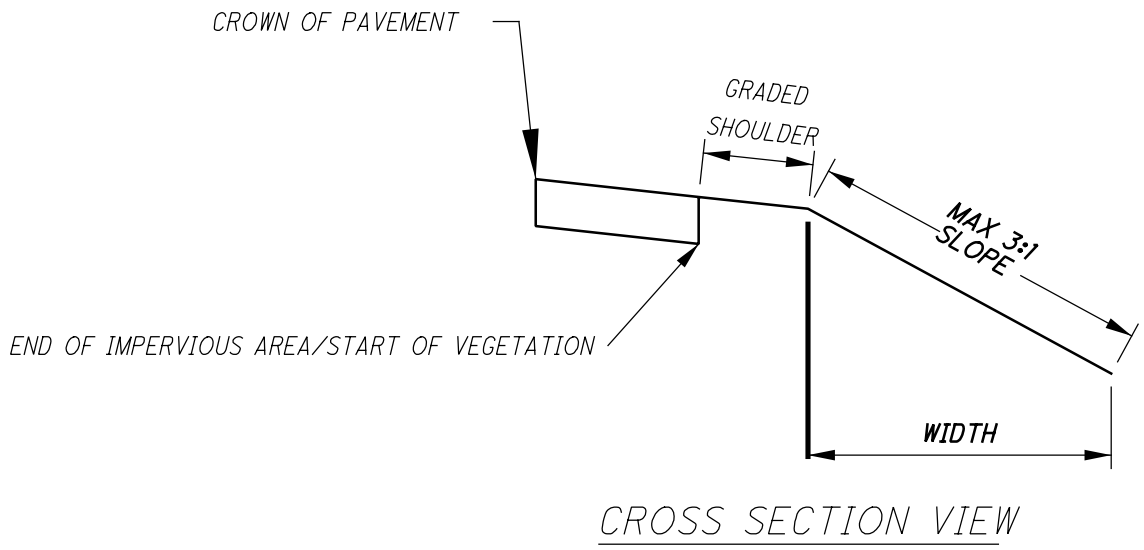 CROWN OF PAVEMENT
GRADED
SHOULDER
MAX 3:1
SLOPE
END OF IMPERVIOUS AREA/START OF VEGETATION
WIDTH
CROSS SECTION VIEW